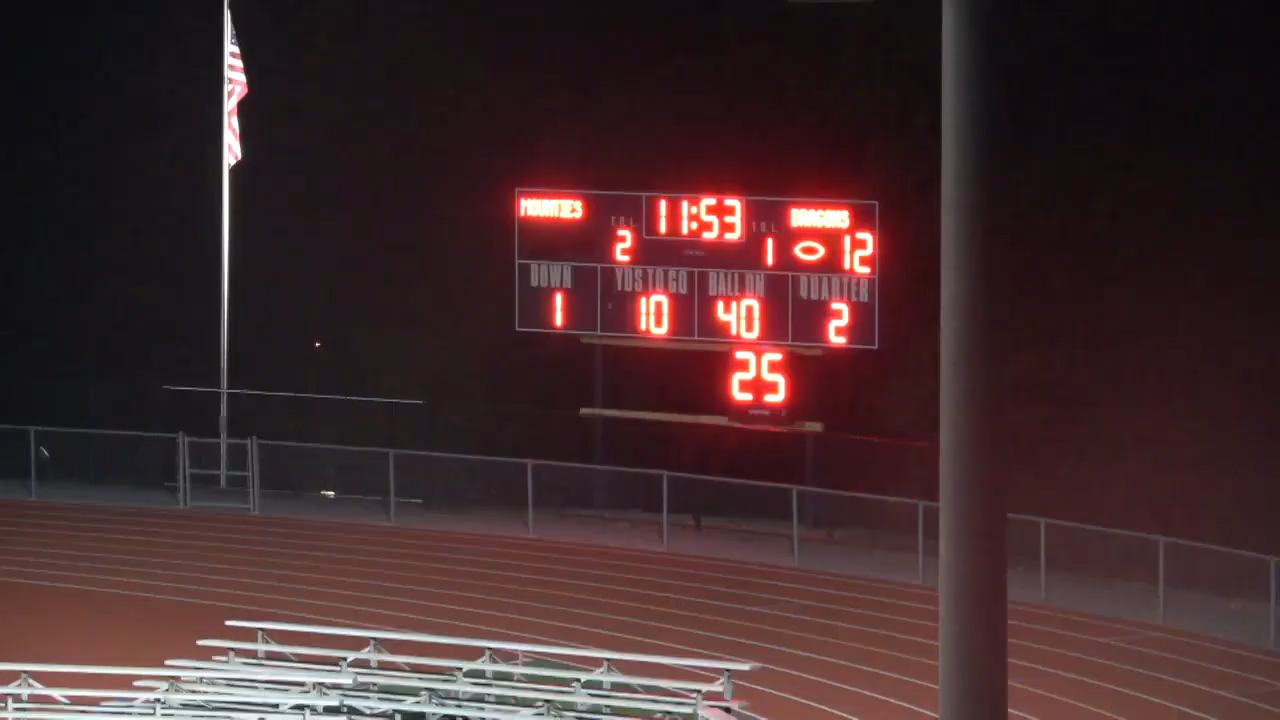 MOUNTIES 11:53 DRAGONS
T.O.L. T.O.L.
2 1 12
DOWN YDS TO GO BALL ON QUARTER
1 10 40 2
25